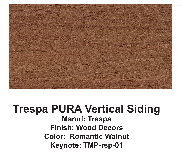 Trespa PURA Vertical Siding
Manuf: Trespa
Finish: Wood Decors
Color: Romantic Walnut
Keynote: TMP-rsp-01